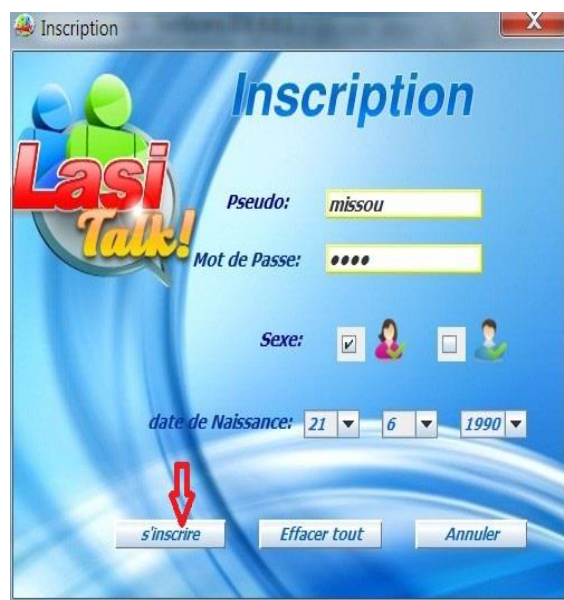 Inscription
X
Inscription
Lasi
Talk!
Pseudo: missou
Mot de Passe: ••••
Sexe:
date de Naissance: 21 6 1990
s'inscrire Effacer tout Annuler